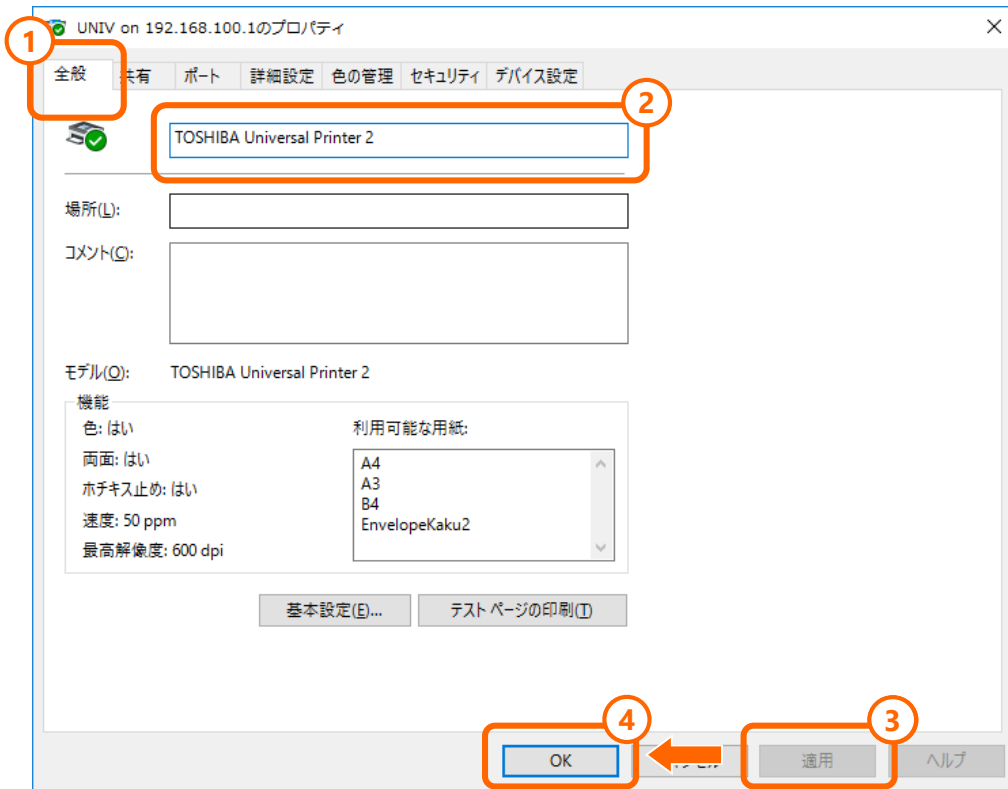 UNIV on 192.168.100.1のプロパティ
1
全般 共有 ポート 詳細設定 色の管理 セキュリティ デバイス設定
2
TOSHIBA Universal Printer 2
場所(L):
コメント(C):
モデル(O): TOSHIBA Universal Printer 2
機能
色: はい
両面: はい
ホチキス止め: はい
速度: 50 ppm
最高解像度: 600 dpi
利用可能な用紙:
A4
A3
B4
EnvelopeKaku2
基本設定(E)... テスト ページの印刷(T)
4 3
OK 適用 ヘルプ